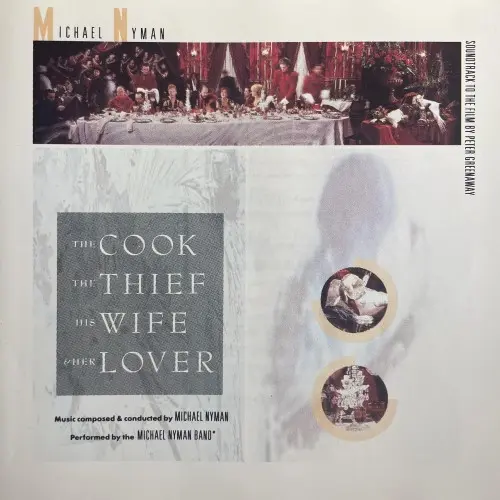 MICHAEL NYMAN
SOUNDTRACK TO THE FILM BY PETER GREENAWAY
THE COOK
THE THIEF
HIS WIFE
& HER LOVER
Music composed & conducted by MICHAEL NYMAN
Performed by the MICHAEL NYMAN BAND*